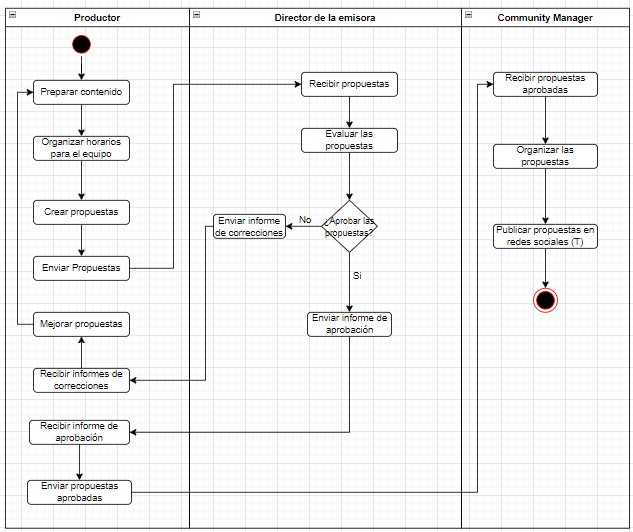 Productor
Director de la emisora
Community Manager
Preparar contenido
Organizar horarios
para el equipo
Crear propuestas
Enviar Propuestas
Mejorar propuestas
Recibir informes de
correcciones
Recibir informe de
aprobación
Enviar propuestas
aprobadas
Recibir propuestas
Evaluar las
propuestas
¿Aprobar las
propuestas?
No
Enviar informe
de correcciones
Si
Enviar informe de
aprobación
Recibir propuestas
aprobadas
Organizar las
propuestas
Publicar propuestas en
redes sociales (T)